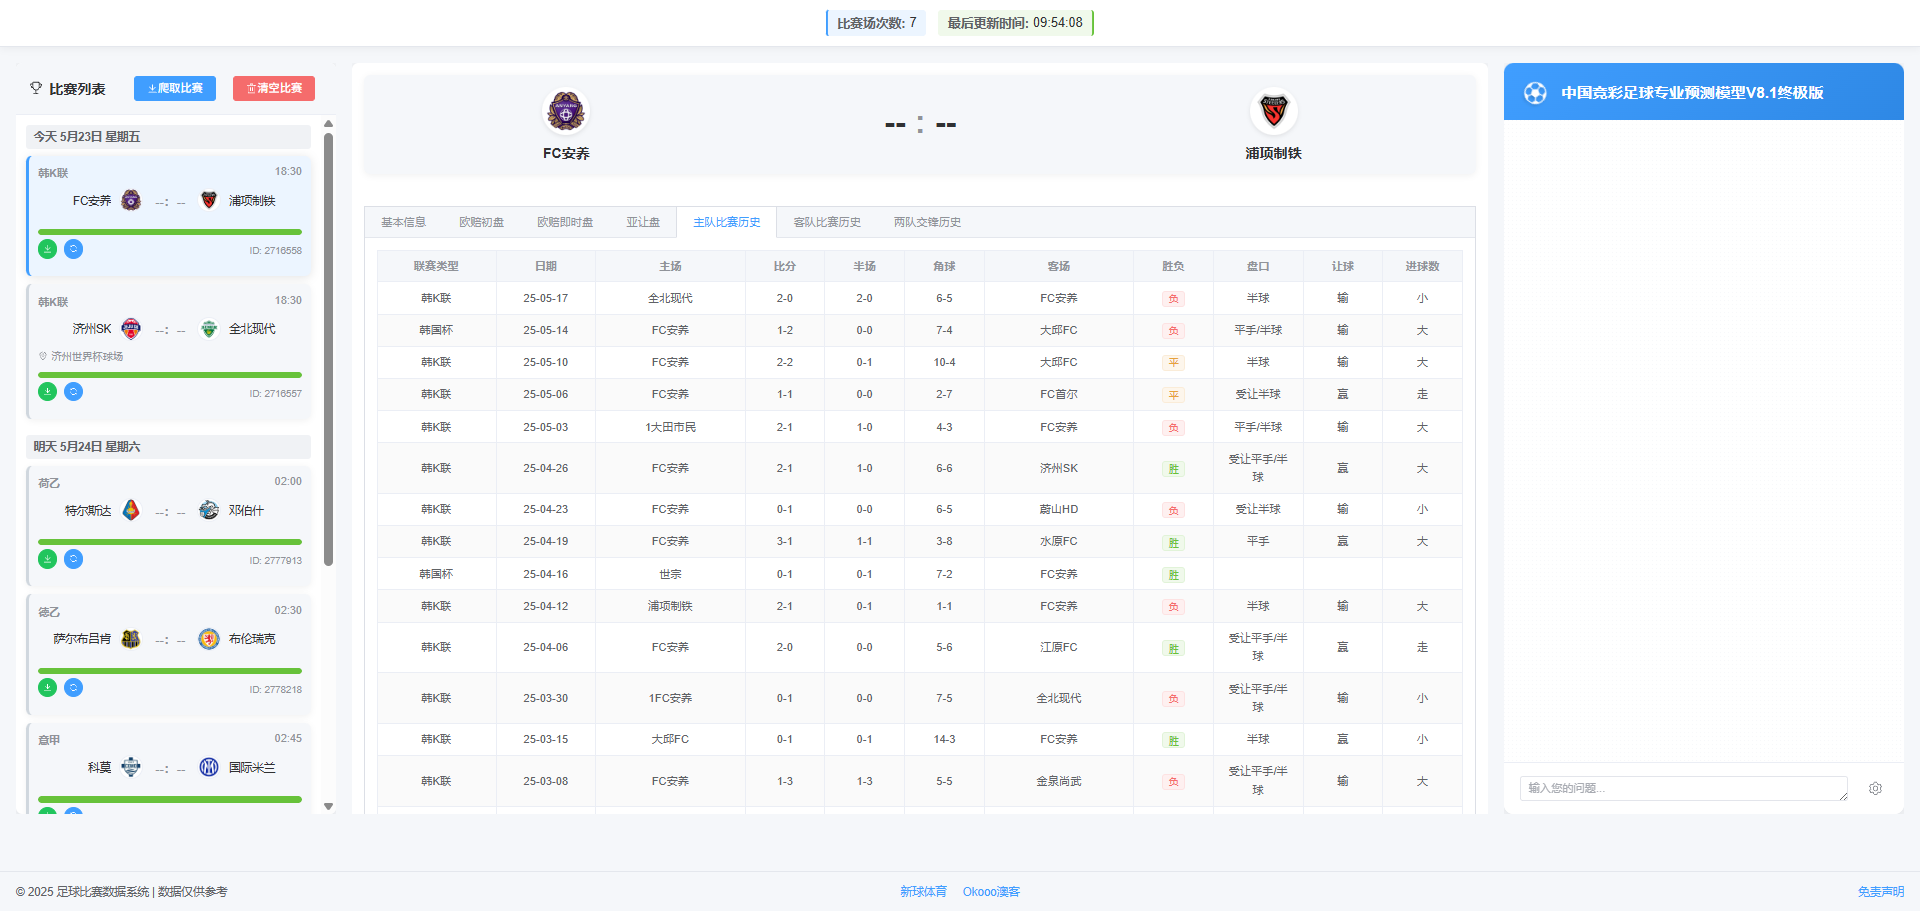 比赛场次数: 7 最后更新时间: 09:54:08
比赛列表 爬取比赛 清空比赛
今天 5月23日 星期五
韩K联 18:30
FC安养 --: -- 浦项制铁
ID: 2716558
韩K联 18:30
济州SK --: -- 全北现代
济州世界杯球场
ID: 2716557
明天 5月24日 星期六
荷乙 02:00
特尔斯达 --: -- 邓伯什
ID: 2777913
德乙 02:30
萨尔布吕肯 --: -- 布伦瑞克
ID: 2778218
意甲 02:45
科莫 --: -- 国际米兰
-- : --
FC安养 浦项制铁
基本信息 欧赔初盘 欧赔即时盘 亚让盘 主队比赛历史 客队比赛历史 两队交锋历史
联赛类型 日期 主场 比分 半场 角球 客场 胜负 盘口 让球 进球数
韩K联 25-05-17 全北现代 2-0 2-0 6-5 FC安养 负 半球 输 小
韩国杯 25-05-14 FC安养 1-2 0-0 7-4 大邱FC 负 平手/半球 输 大
韩K联 25-05-10 FC安养 2-2 0-1 10-4 大邱FC 平 半球 输 大
韩K联 25-05-06 FC安养 1-1 0-0 2-7 FC首尔 平 受让半球 赢 走
韩K联 25-05-03 1大田市民 2-1 1-0 4-3 FC安养 负 平手/半球 输 大
韩K联 25-04-26 FC安养 2-1 1-0 6-6 济州SK 胜 受让平手/半球 赢 大
韩K联 25-04-23 FC安养 0-1 0-0 6-5 蔚山HD 负 受让半球 输 小
韩K联 25-04-19 FC安养 3-1 1-1 3-8 水原FC 胜 平手 赢 大
韩国杯 25-04-16 世宗 0-1 0-1 7-2 FC安养 胜
韩K联 25-04-12 浦项制铁 2-1 0-1 1-1 FC安养 负 半球 输 大
韩K联 25-04-06 FC安养 2-0 0-0 5-6 江原FC 胜 受让平手/半球 赢 走
韩K联 25-03-30 1FC安养 0-1 0-0 7-5 全北现代 负 受让平手/半球 输 小
韩K联 25-03-15 大邱FC 0-1 0-1 14-3 FC安养 胜 半球 赢 小
韩K联 25-03-08 FC安养 1-3 1-3 5-5 金泉尚武 负 受让平手/半球 输 大
中国竞彩足球专业预测模型V8.1终极版
输入您的问题...
© 2025 足球比赛数据系统 | 数据仅供参考 新球体育 Okooo澳客 免责声明